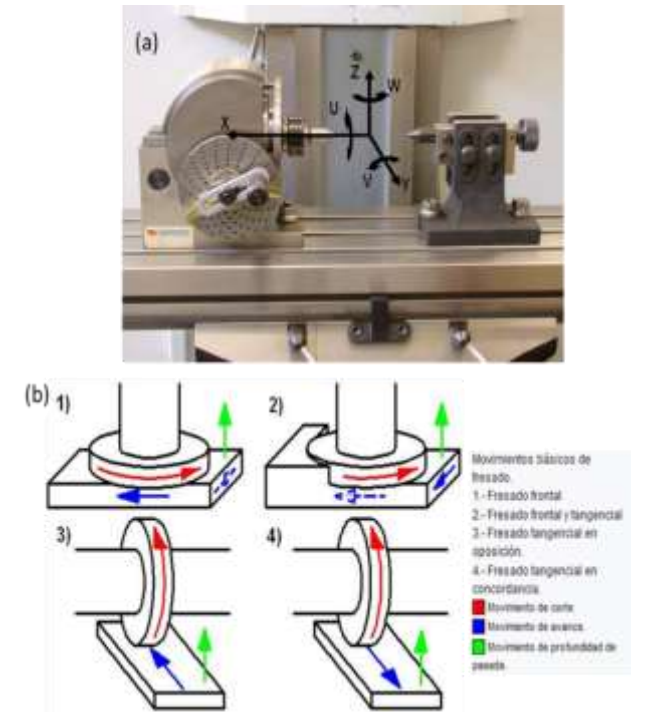 (a)
Z
W
U
X
V
Y
(b)
1)
2)
3)
4)
Movimientos básicos de
fresado.
1.- Fresado frontal
2.- Fresado frontal y tangencial
3.- Fresado tangencial en
oposición.
4.- Fresado tangencial en
concordancia.
Movimiento de corte.
Movimiento de avance.
Movimiento de profundidad de
pasada.